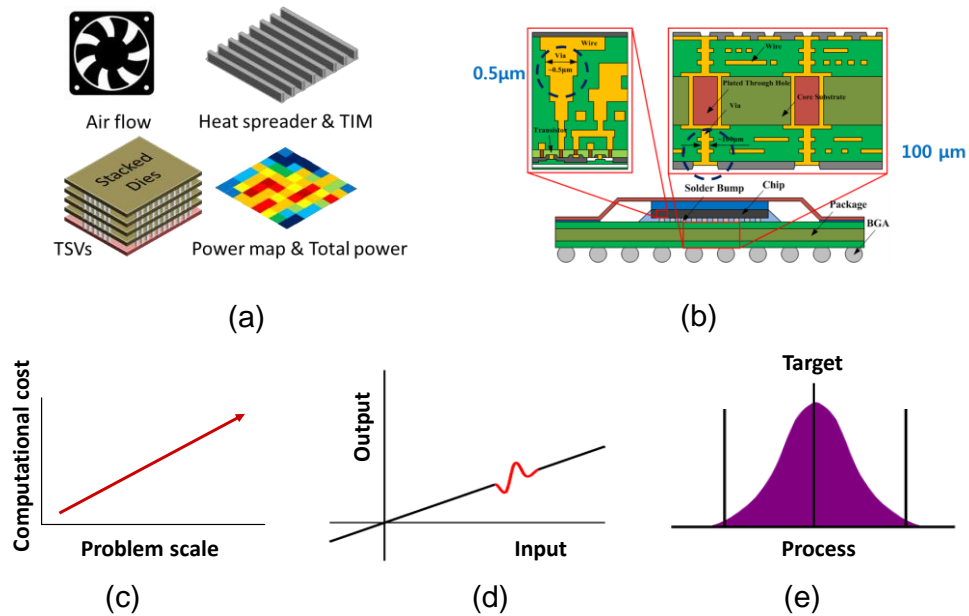 Air flow
Heat spreader & TIM
Stacked
Dies
TSVs
Power map & Total power
(a)
Wire
Via
~0.5μm
0.5μm
Transistor
Wire
Plated Through Hole
Core Substrate
Via
100 μm
Solder Bump
Chip
Package
BGA
(b)
Computational cost
Problem scale
(c)
Output
Input
(d)
Target
Process
(e)